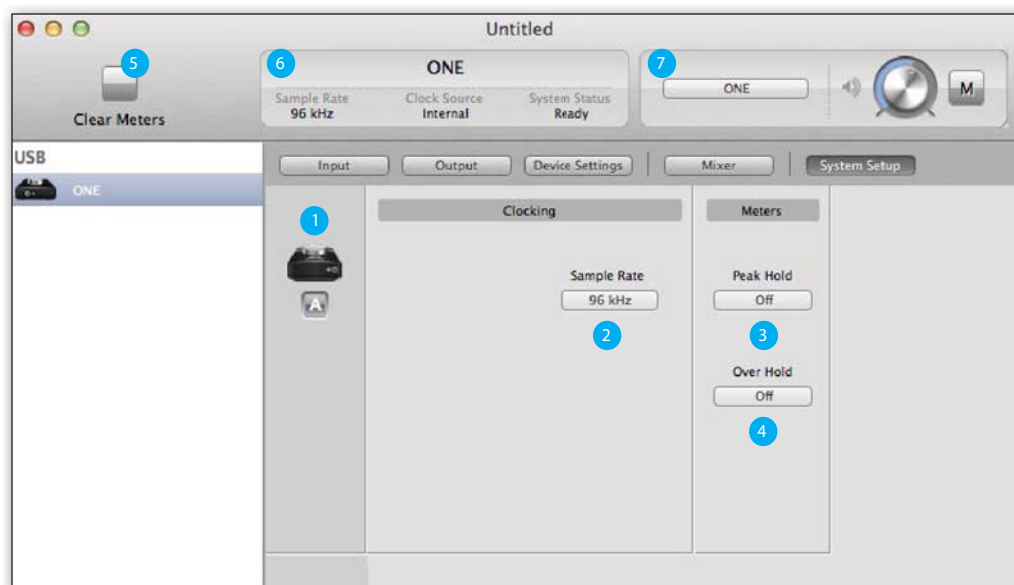 Untitled
5
Clear Meters
6
ONE
Sample Rate
96 kHz
Clock Source
Internal
System Status
Ready
7
ONE
M
USB
ONE
Input
Output
Device Settings
Mixer
System Setup
1
A
Clocking
Sample Rate
96 kHz
2
Meters
Peak Hold
Off
3
Over Hold
Off
4